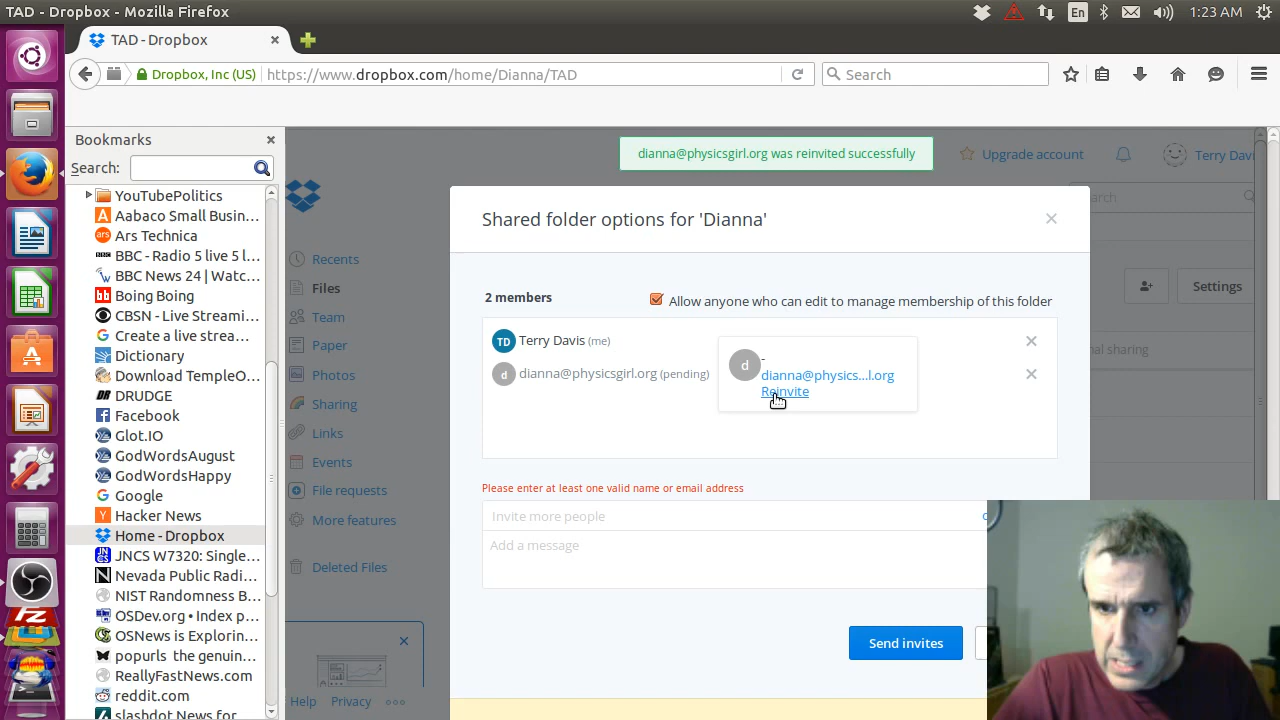 TAD - Dropbox - Mozilla Firefox
En
1:23 AM
TAD - Dropbox
Dropbox, Inc (US)
https://www.dropbox.com/home/Dianna/TAD
Search
Bookmarks
Search:
YouTubePolitics
Aabaco Small Busin...
Ars Technica
BBC - Radio 5 live 5 l...
BBC News 24 | Watc...
Boing Boing
CBSN - Live Streami...
Create a live strea...
Dictionary
Download TempleO...
DRUDGE
Facebook
Glot.IO
GodWordsAugust
GodWordsHappy
Google
Hacker News
Home - Dropbox
JNCS W7320: Single...
Nevada Public Radi...
NIST Randomness B...
OSDev.org • Index p...
OSNews is Explorin...
popurls the genuin...
ReallyFastNews.com
reddit.com
slashdot News for
Recents
Files
Team
Paper
Photos
Sharing
Links
Events
File requests
More features
Deleted Files
Help
Privacy
dianna@physicsgirl.org was reinvited successfully
Upgrade account
Terry Davi
arch
Settings
nal sharing
Shared folder options for 'Dianna'
2 members
Allow anyone who can edit to manage membership of this folder
TD Terry Davis (me)
d dianna@physicsgirl.org (pending)
d
-
dianna@physics...l.org
Reinvite
Please enter at least one valid name or email address
Invite more people
Add a message
Send invites